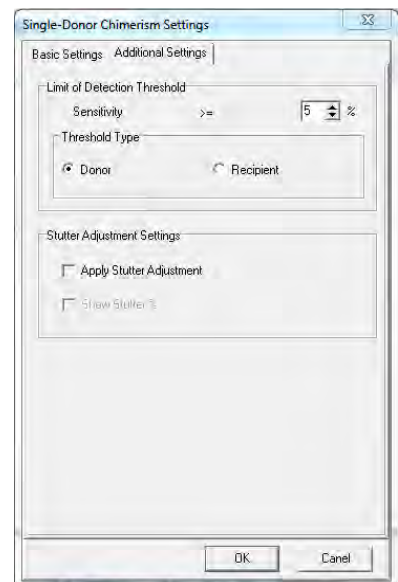 Single-Donor Chimerism Settings
Basic Settings Additional Settings
Limit of Detection Threshold
Sensitivity >= 5 %
Threshold Type
Donor Recipient
Stutter Adjustment Settings
Apply Stutter Adjustment
Show Stutter %
OK Canel